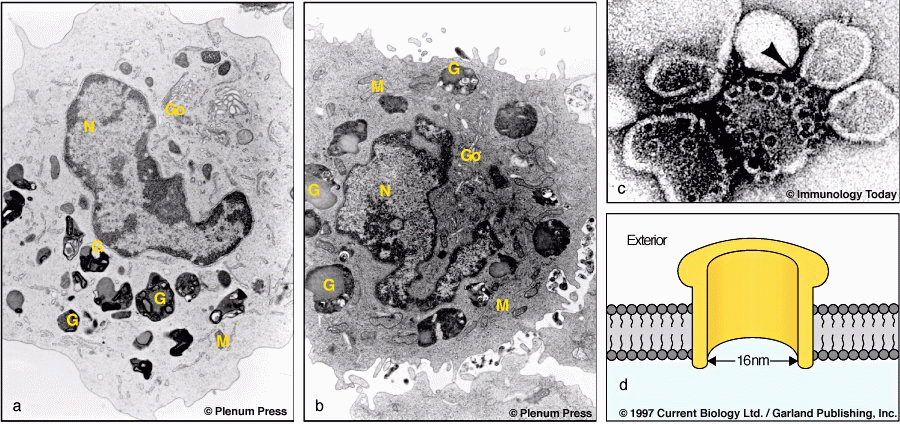 N
Go
G
G
G
M
a
© Plenum Press
G
M
Go
N
G
G
M
b
© Plenum Press
c
© Immunology Today
Exterior
16nm
d
© 1997 Current Biology Ltd. / Garland Publishing, Inc.